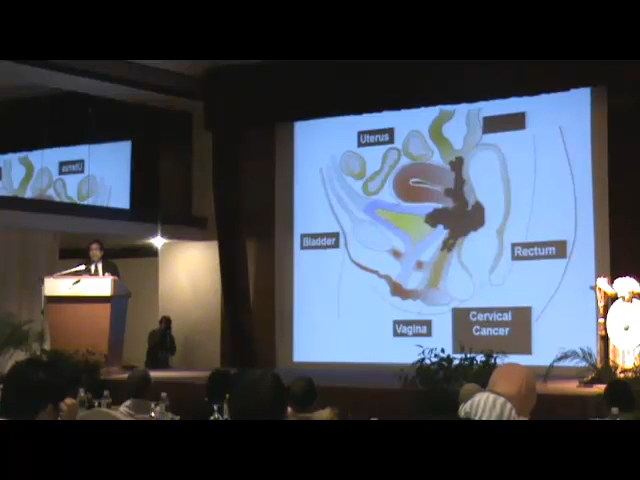 Uterus
Bladder
Rectum
Vagina
Cervical
Cancer